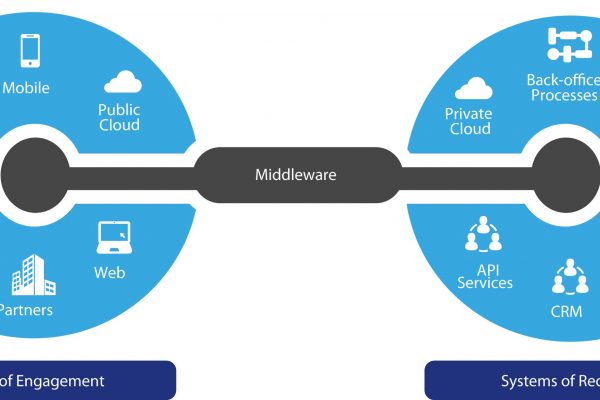 Mobile
Public
Cloud
Back-office
Processes
Private
Cloud
Middleware
Web
Partners
API
Services
CRM
of Engagement
Systems of Rec